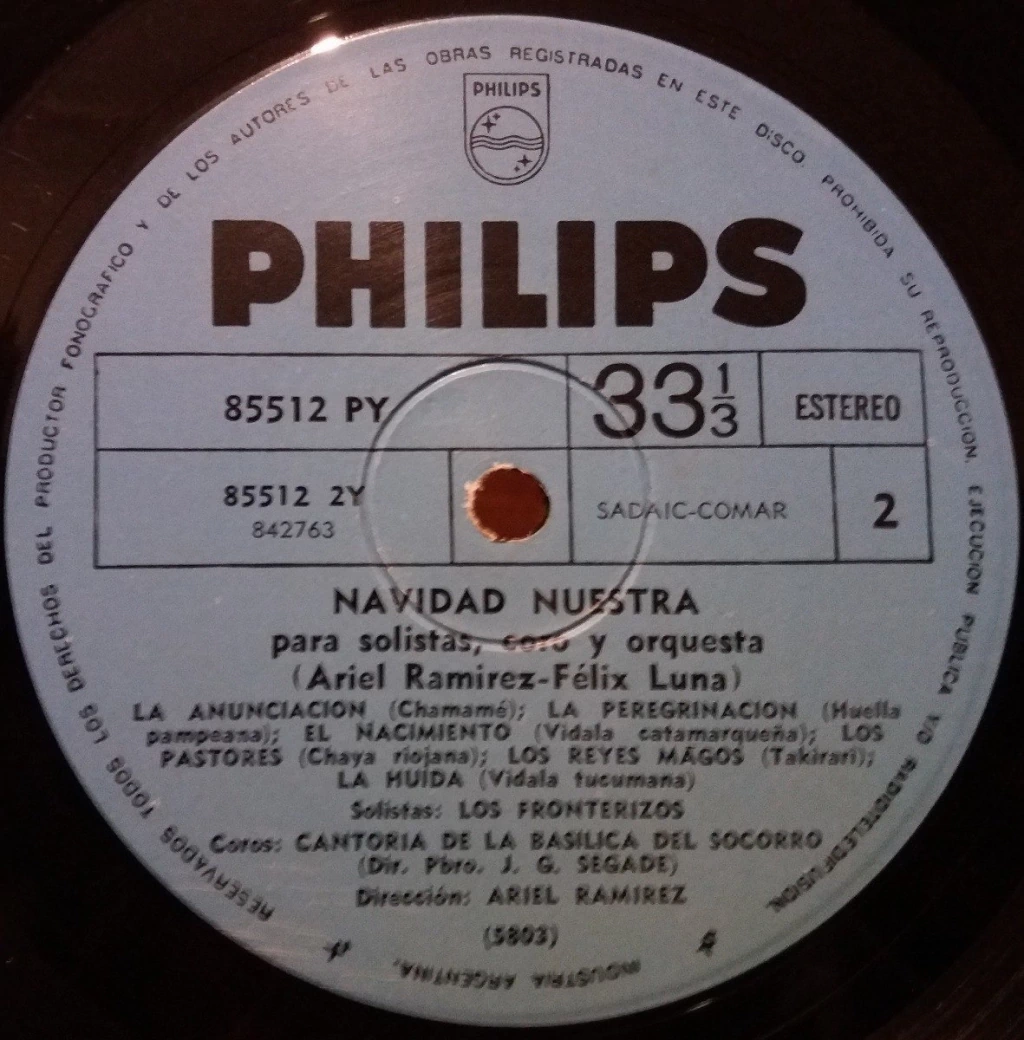 RESERVADOS TODOS LOS DERECHOS DEL PRODUCTOR FONOGRAFICO Y DE LOS AUTORES DE LAS OBRAS REGISTRADAS EN ESTE DISCO. PROHIBIDA SU REPRODUCCION. EJECUCION PUBLICA Y/O RADIOTELEDIFUSION.
PHILIPS
PHILIPS
85512 PY
33 1/3
ESTEREO
85512 2Y
842763
SADAIC-COMAR
2
NAVIDAD NUESTRA
para solistas, coro y orquesta
(Ariel Ramirez-Félix Luna)
LA ANUNCIACION (Chamamé); LA PEREGRINACION (Huella
pampeana); EL NACIMIENTO (Vidala catamarqueña); LOS
PASTORES (Chaya riojana); LOS REYES MAGOS (Takirari);
LA HUIDA (Vidala tucumana)
Solistas: LOS FRONTERIZOS
Coros: CANTORIA DE LA BASILICA DEL SOCORRO
(Dir. Pbro. J. G. SEGADE)
Dirección: ARIEL RAMIREZ
(5803)
INDUSTRIA ARGENTINA.